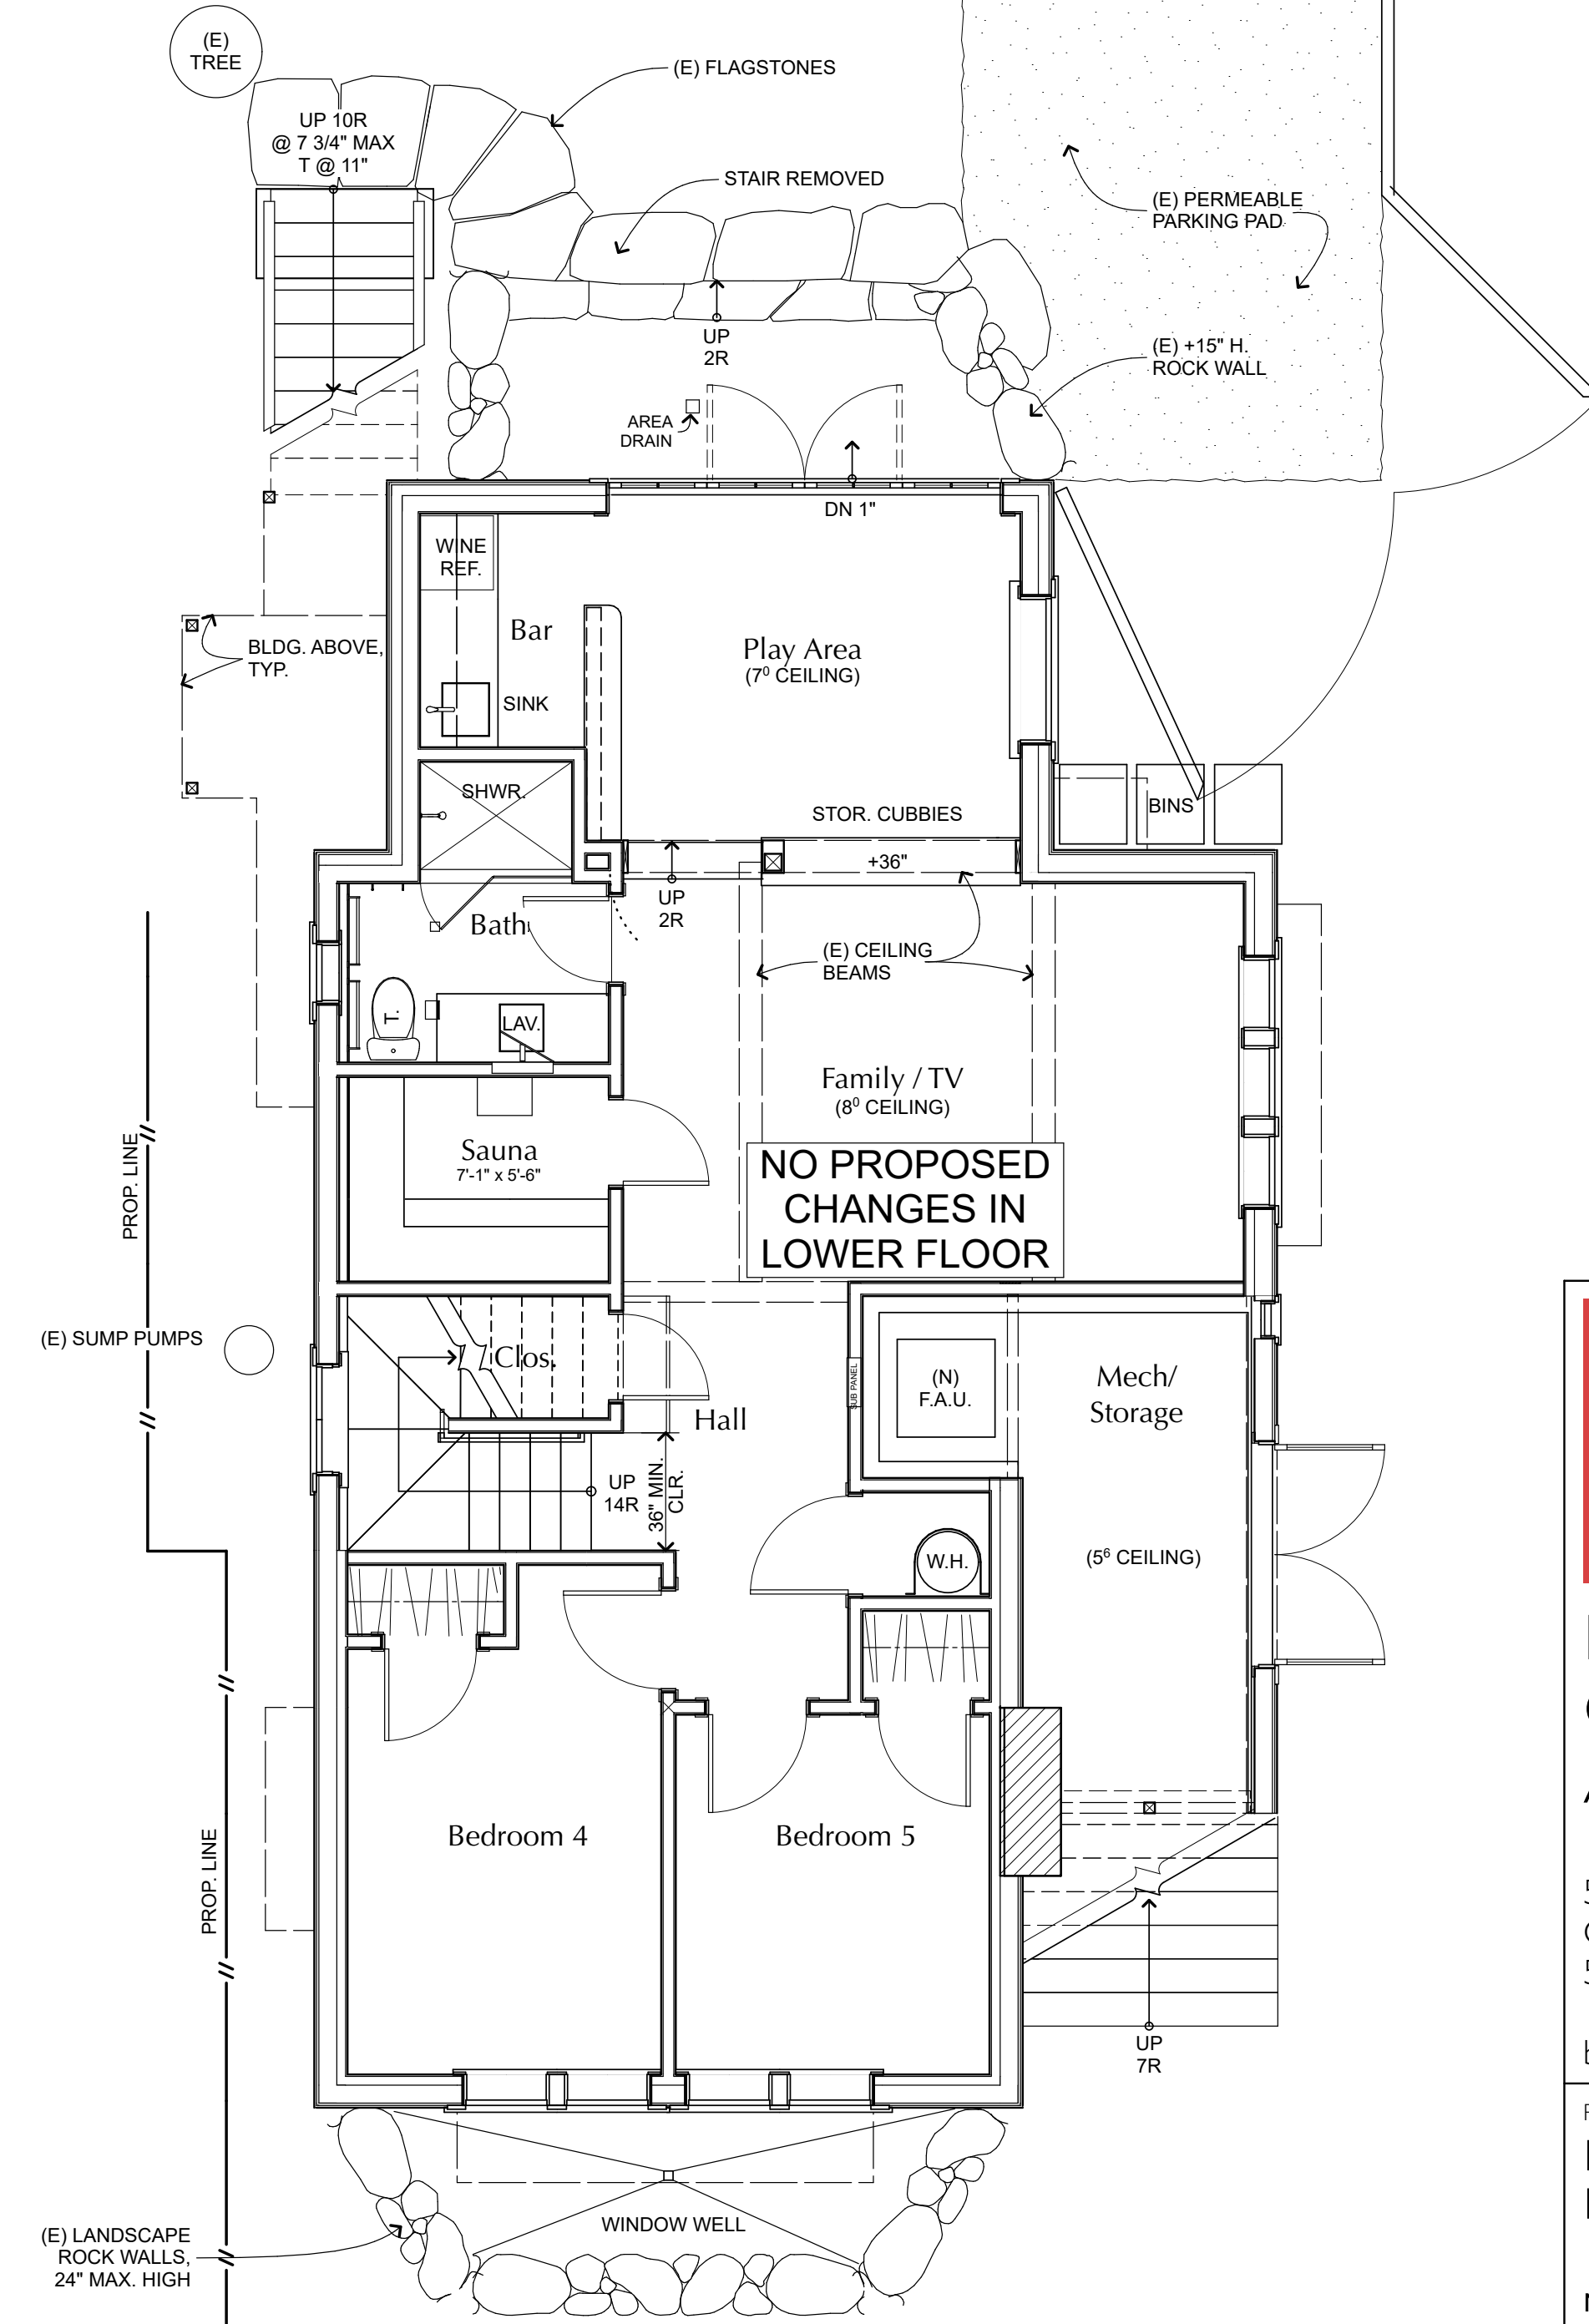 (E)
TREE
(E) FLAGSTONES
UP 10R
@ 7 3/4" MAX
T @ 11"
STAIR REMOVED
(E) PERMEABLE
PARKING PAD
UP
2R
(E) +15" H.
ROCK WALL
AREA
DRAIN
DN 1"
WINE
REF.
Bar
Play Area
(7⁰ CEILING)
BLDG. ABOVE,
TYP.
SINK
SHWR.
BINS
STOR. CUBBIES
+36"
UP
2R
Bath
(E) CEILING
BEAMS
T.
LAV.
Family / TV
(8⁰ CEILING)
PROP. LINE
Sauna
7'-1" x 5'-6"
NO PROPOSED
CHANGES IN
LOWER FLOOR
(E) SUMP PUMPS
Clos.
SUB PANEL
(N)
F.A.U.
Mech/
Storage
Hall
UP
14R
36" MIN.
CLR.
W.H.
(5⁶ CEILING)
Bedroom 4
Bedroom 5
PROP. LINE
UP
7R
WINDOW WELL
(E) LANDSCAPE
ROCK WALLS,
24" MAX. HIGH